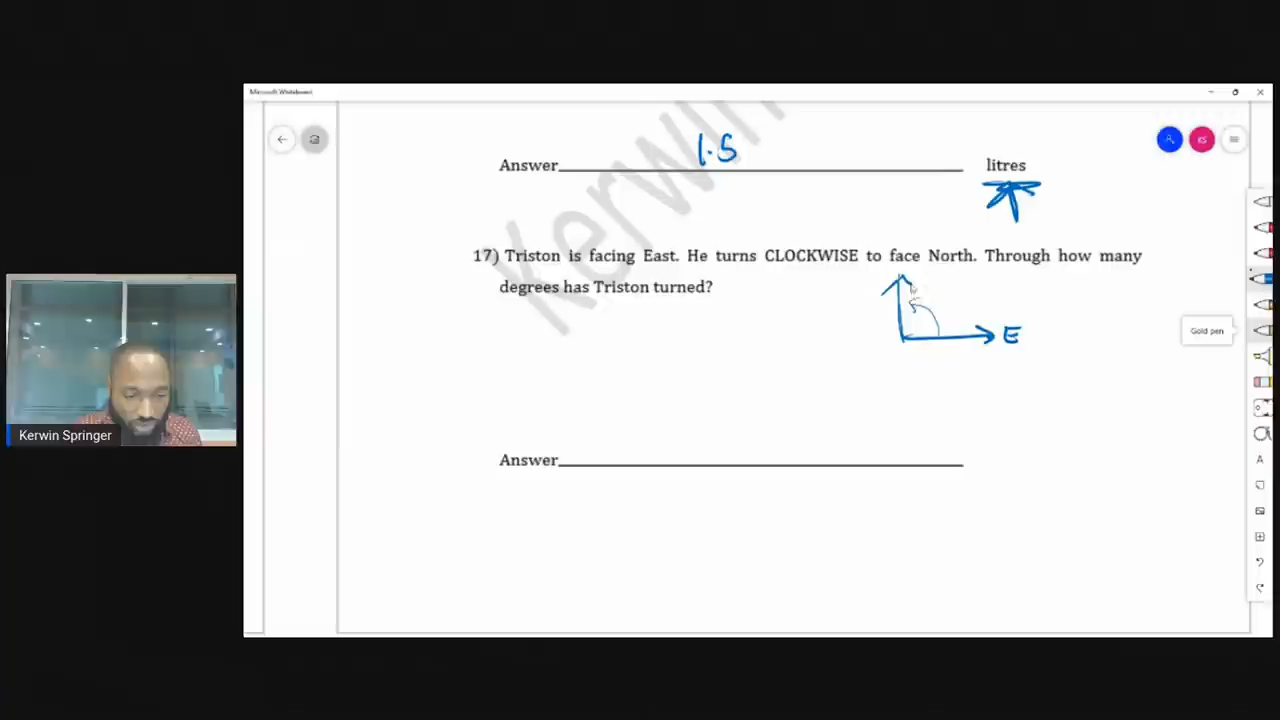 Microsoft Whiteboard
Kerwin
1.5
Answer litres
17) Triston is facing East. He turns CLOCKWISE to face North. Through how many
degrees has Triston turned?
E
Gold pen
Answer
Kerwin Springer
KS
A